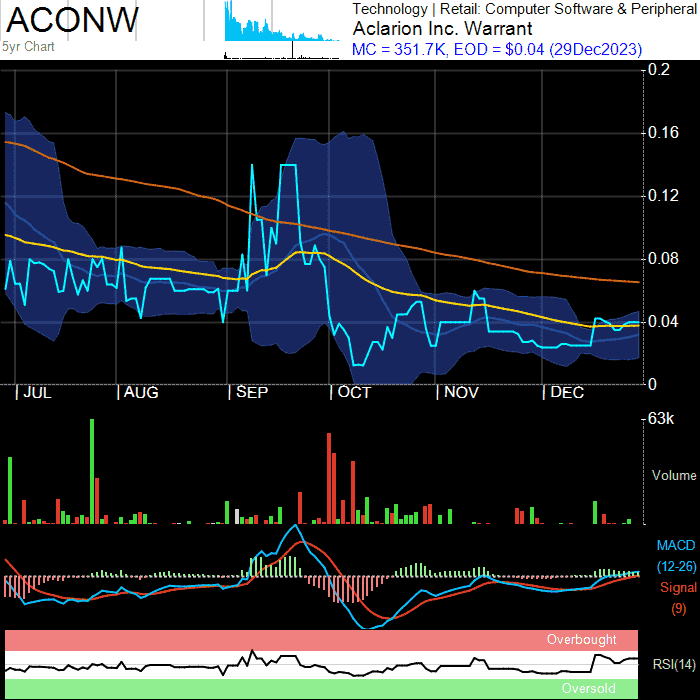 ACONW
5yr Chart
Technology | Retail: Computer Software & Peripheral
Aclarion Inc. Warrant
MC = 351.7K, EOD = $0.04 (29Dec2023)
0.2
0.16
0.12
0.08
0.04
0
JUL AUG SEP OCT NOV DEC
63k
Volume
MACD
(12-26)
Signal
(9)
Overbought
RSI(14)
Oversold